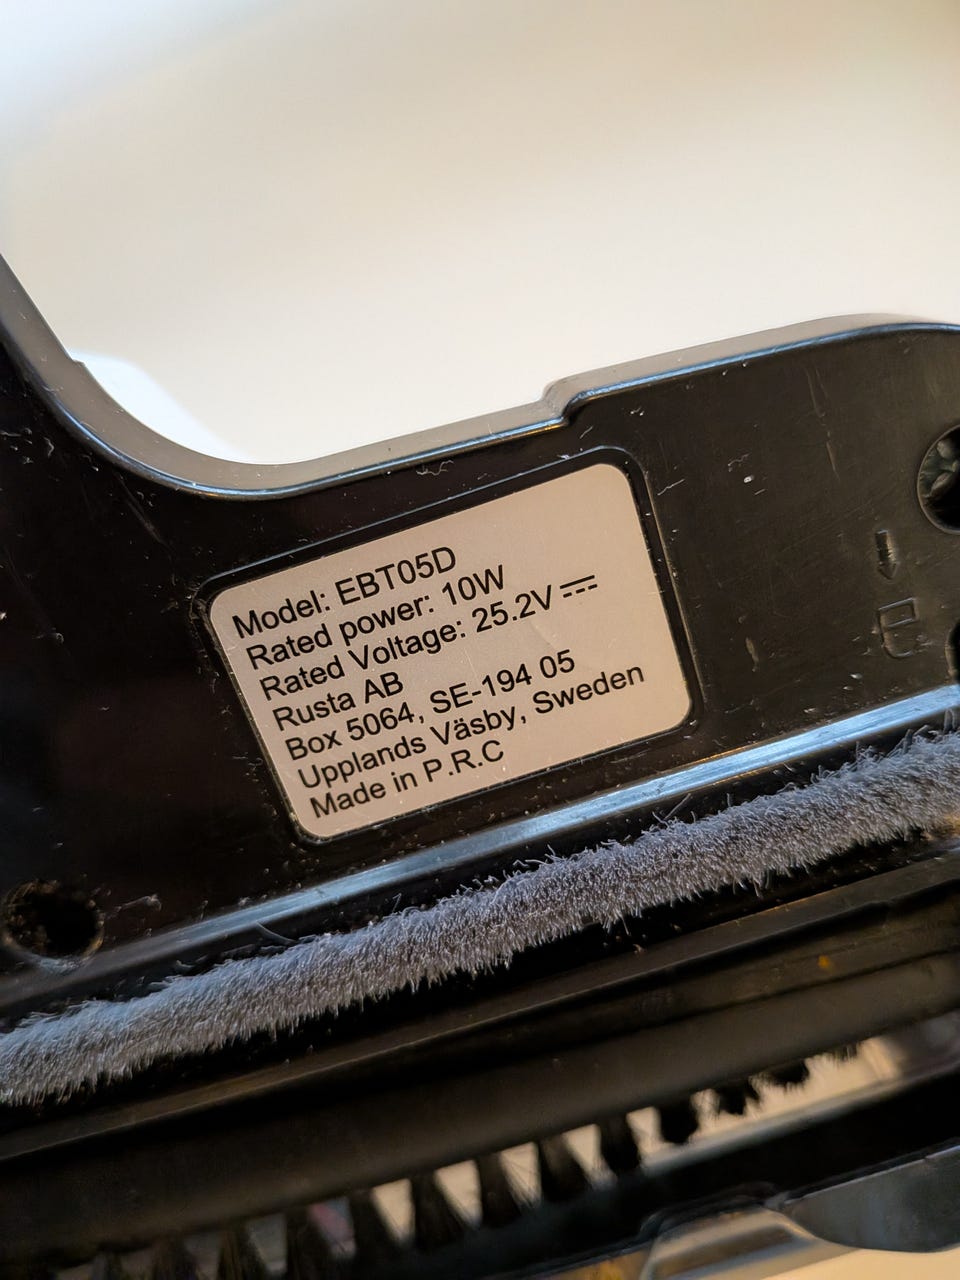 Model: EBT05D
Rated power: 10W
Rated Voltage: 25.2V ⎓
Rusta AB
Box 5064, SE-194 05
Upplands Väsby, Sweden
Made in P.R.C